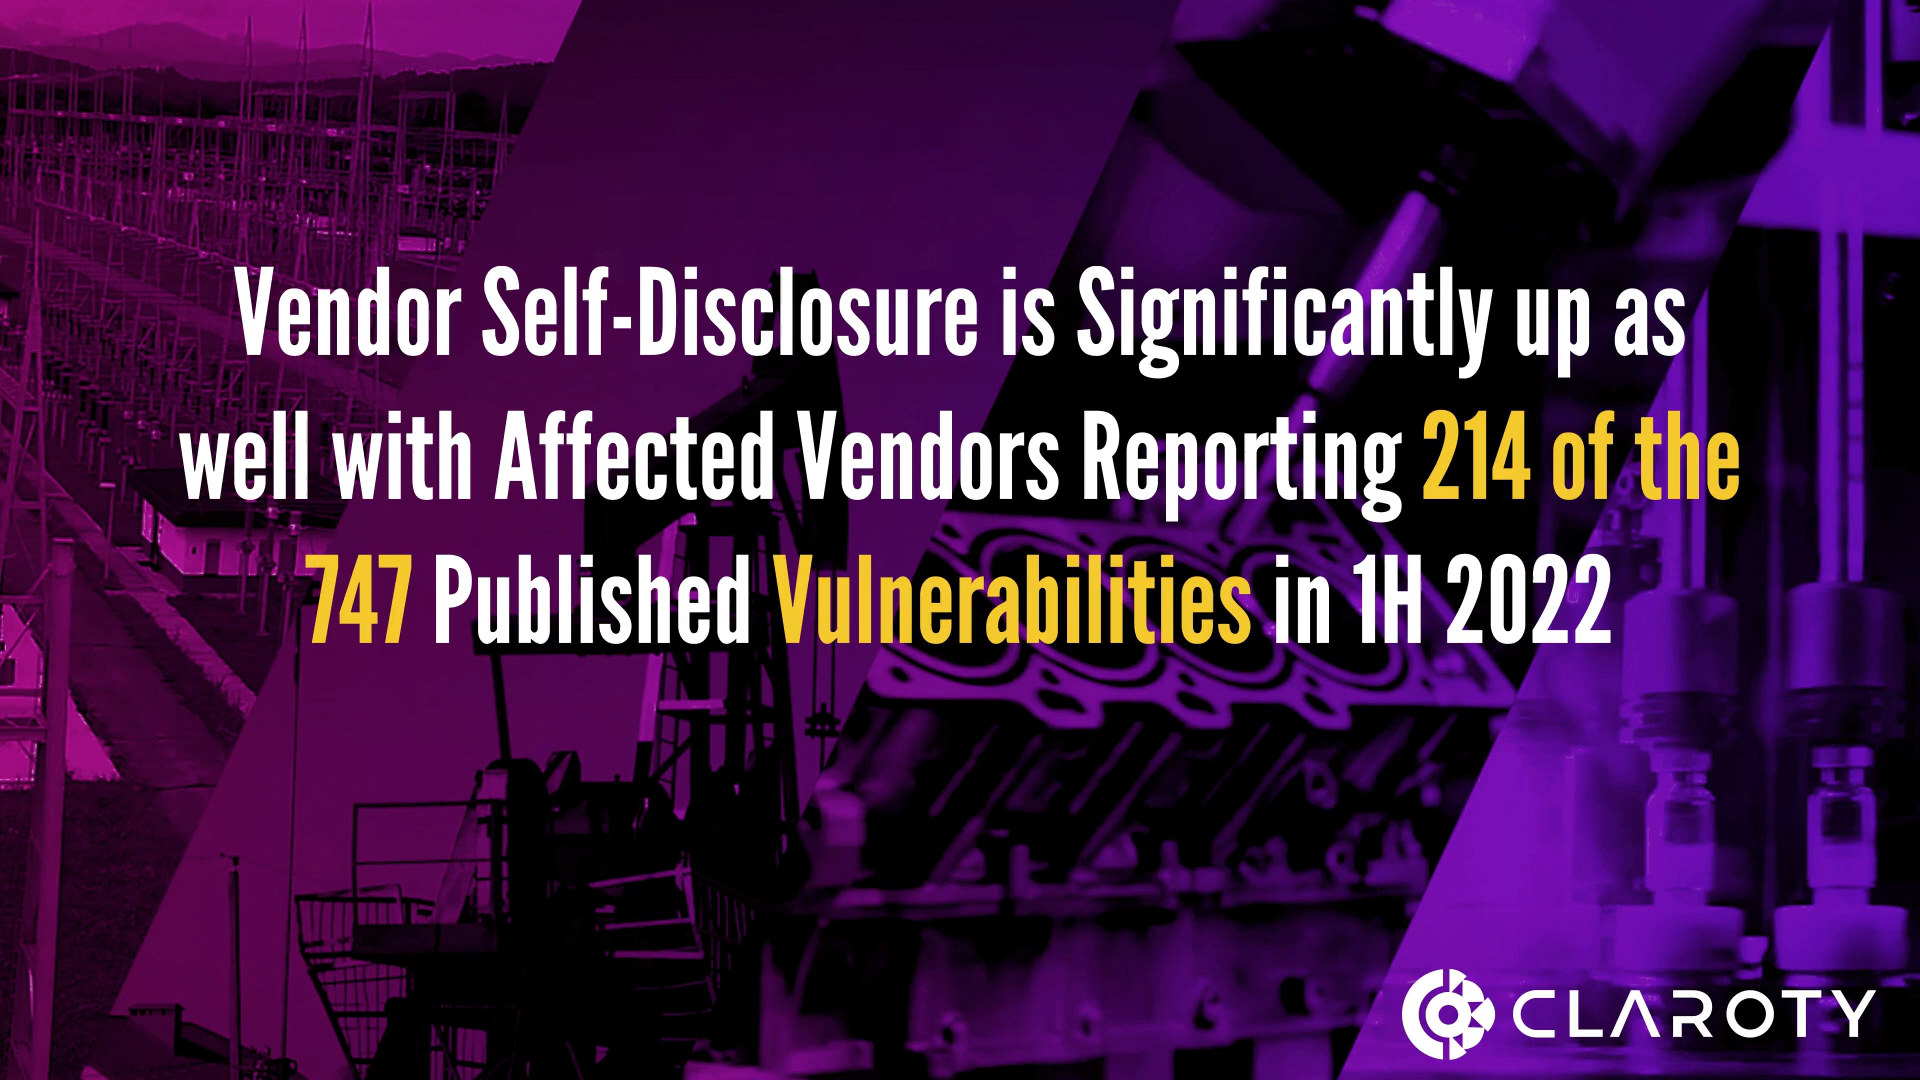 Vendor Self-Disclosure is Significantly up as
well with Affected Vendors Reporting 214 of the
747 Published Vulnerabilities in 1H 2022
CLAROTY